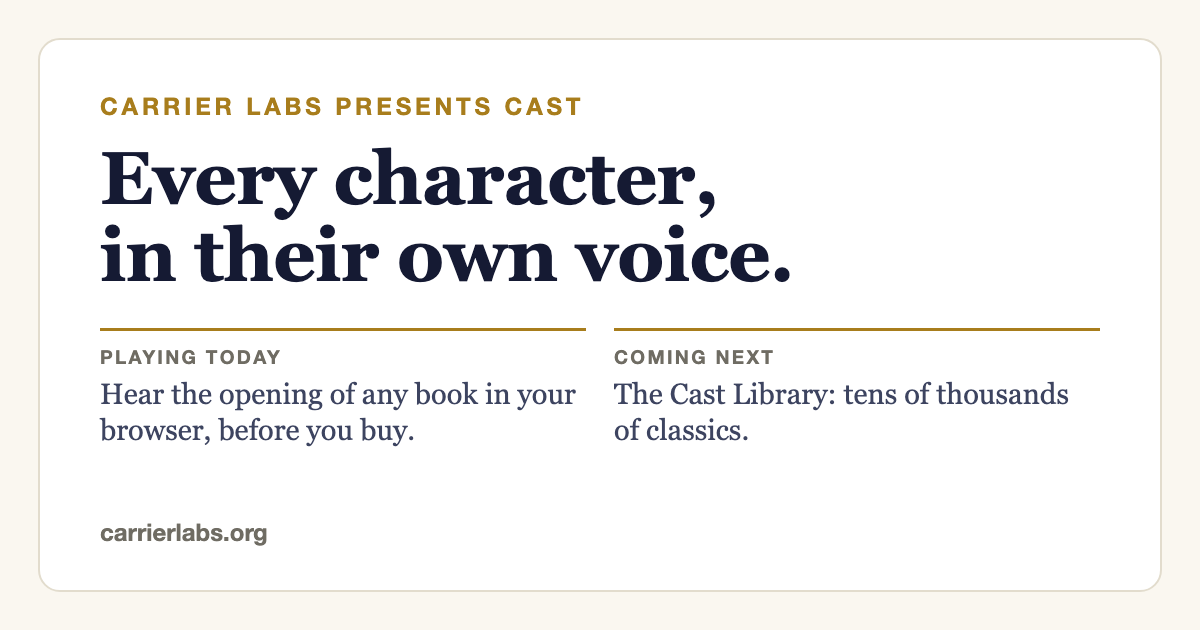 CARRIER LABS PRESENTS CAST
Every character,
in their own voice.
PLAYING TODAY
Hear the opening of any book in your
browser, before you buy.
COMING NEXT
The Cast Library: tens of thousands
of classics.
carrierlabs.org